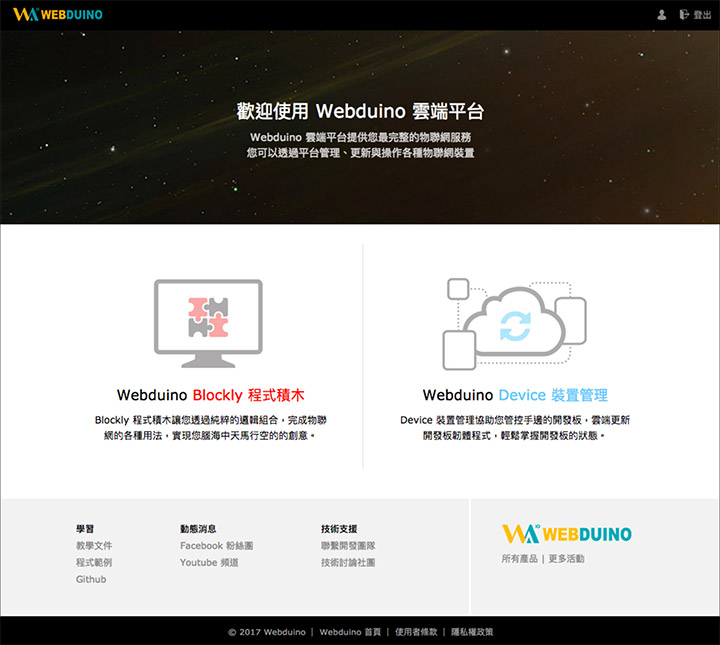 WEBDUINO 登出
歡迎使用 Webduino 雲端平台
Webduino 雲端平台提供您最完整的物聯網服務
您可以透過平台管理、更新與操作各種物聯網裝置
Webduino Blockly 程式積木
Blockly 程式積木讓您透過純粹的邏輯組合，完成物聯
網的各種用法，實現您腦海中天馬行空的的創意。
Webduino Device 裝置管理
Device 裝置管理協助您管控手邊的開發板，雲端更新
開發板韌體程式，輕鬆掌握開發板的狀態。
學習
教學文件
程式範例
Github
動態消息
Facebook 粉絲團
Youtube 頻道
技術支援
聯繫開發團隊
技術討論社團
WEBDUINO
所有產品 | 更多活動
© 2017 Webduino | Webduino 首頁 | 使用者條款 | 隱私權政策